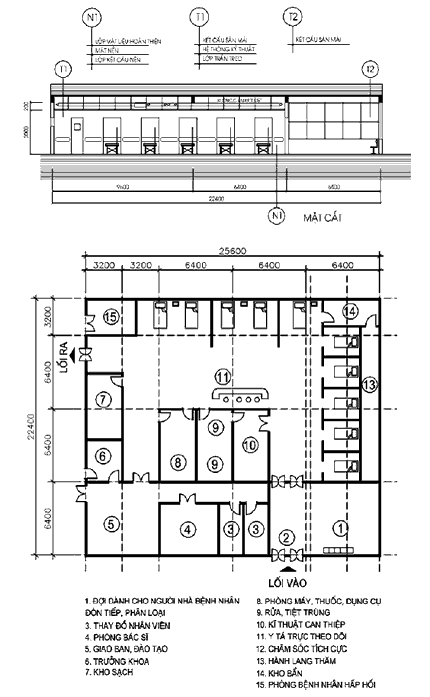 N1 T1 T2
LỚP VẬT LIỆU HOÀN THIỆN KẾT CẤU SÀN MÁI KẾT CẤU SÀN MÁI
MẶT NỀN HỆ THỐNG KỸ THUẬT
LỚP KẾT CẤU NỀN LỚP TRẦN TREO
T1 T2
3900
9600 6400 6400
22400
N1 MẶT CẮT
25600
3200 3200 6400 6400 6400
3200
15 14
LỐI RA
6400
11 13
7
22400
9
8 10
6400
6 9
6400
5 4 3 3 2 1
LỐI VÀO
1. ĐỢI DÀNH CHO NGƯỜI NHÀ BỆNH NHÂN
ĐÓN TIẾP, PHÂN LOẠI
3. THAY ĐỒ NHÂN VIÊN
4. PHÒNG BÁC SĨ
5. GIAO BAN, ĐÀO TẠO
6. TRƯỞNG KHOA
7. KHO SẠCH
8. PHÒNG MÁY, THUỐC, DỤNG CỤ
9. RỬA, TIỆT TRÙNG
10. KĨ THUẬT CAN THIỆP
11. Y TÁ TRỰC THEO DÕI
12. CHĂM SÓC TÍCH CỰC
13. HÀNH LANG THĂM
14. KHO BẨN
15. PHÒNG BỆNH NHÂN HẤP HỐI